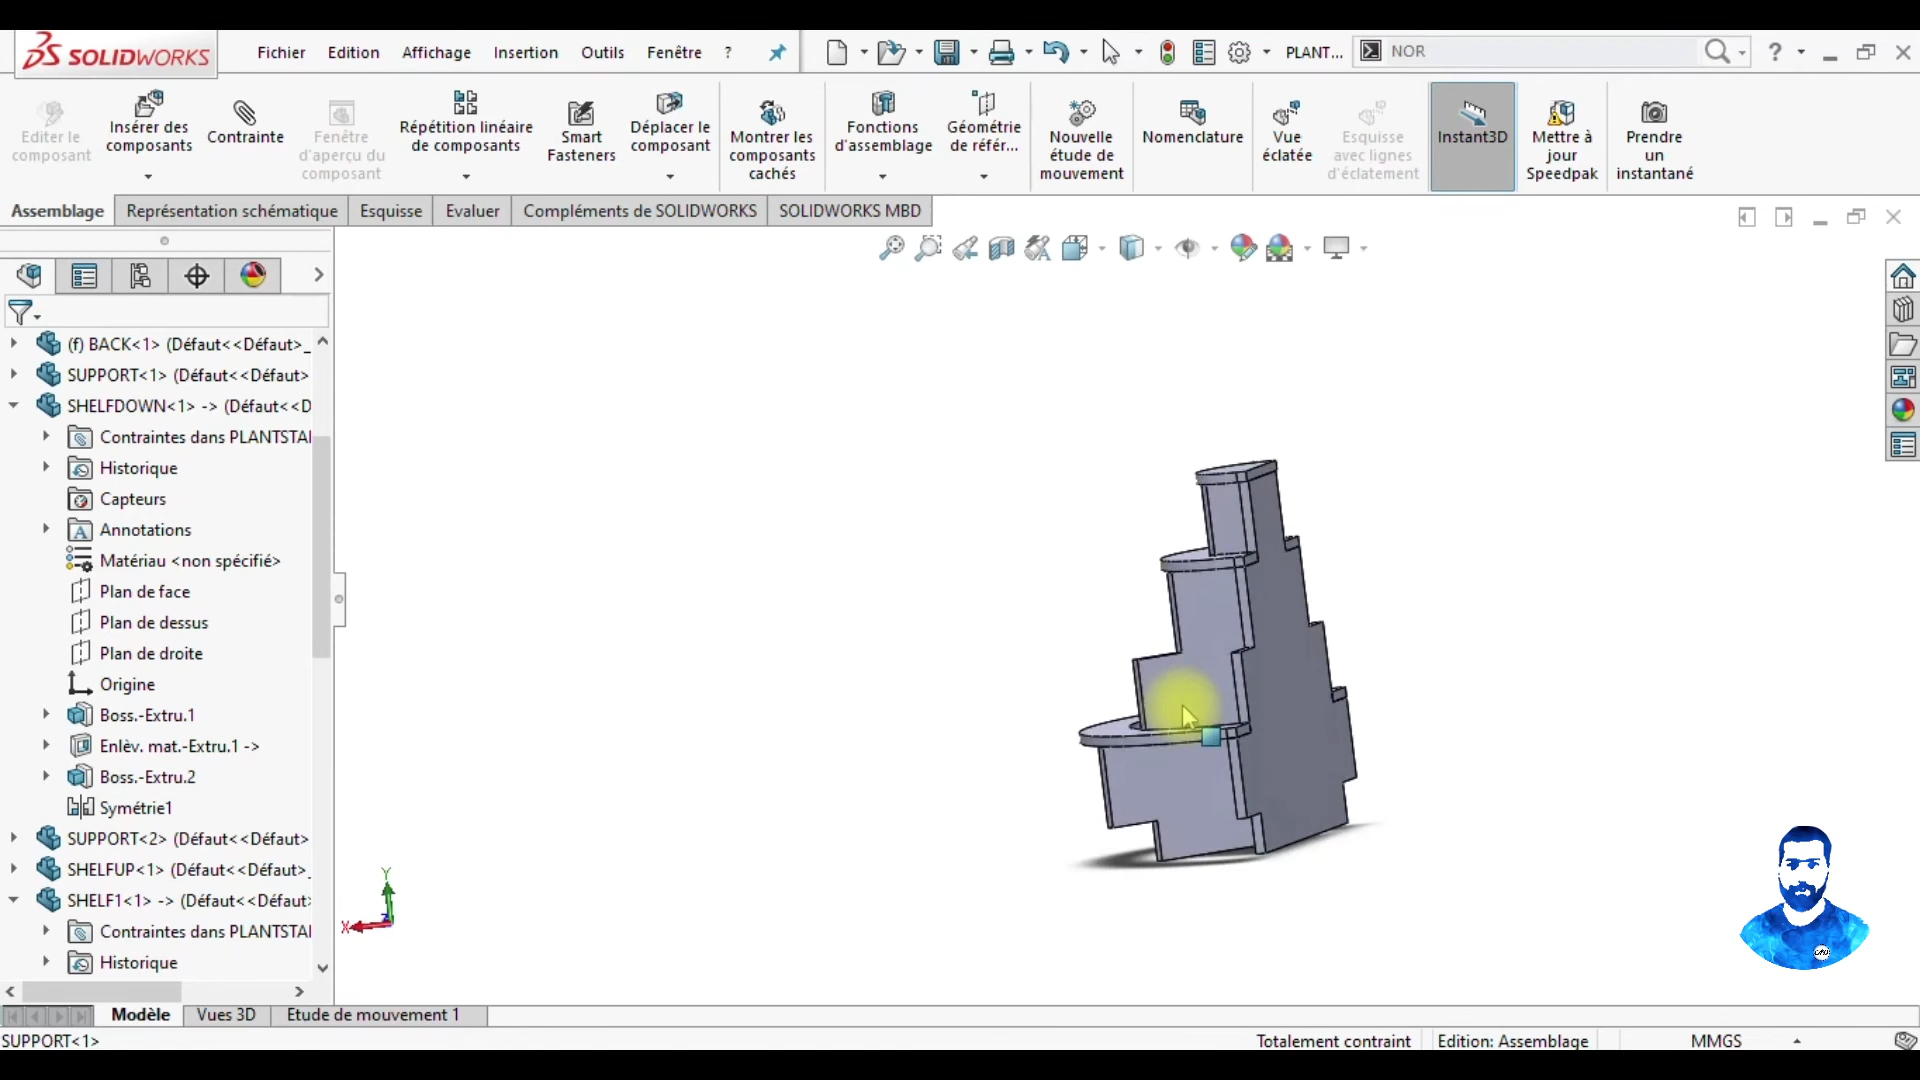 SOLIDWORKS
Fichier Edition Affichage Insertion Outils Fenêtre ?
PLANT... NOR ?
Editer le
composant
Insérer des
composants
Contrainte
Fenêtre
d'aperçu du
composant
Répétition linéaire
de composants
Smart
Fasteners
Déplacer le
composant
Montrer les
composants
cachés
Fonctions
d'assemblage
Géométrie
de référ...
Nouvelle
étude de
mouvement
Nomenclature
Vue
éclatée
Esquisse
avec lignes
d'éclatement
Instant3D
Mettre à
jour
Speedpak
Prendre
un
instantané
Assemblage Représentation schématique Esquisse Evaluer Compléments de SOLIDWORKS SOLIDWORKS MBD
(f) BACK<1> (Défaut<<Défaut>_
SUPPORT<1> (Défaut<<Défaut>
SHELFDOWN<1> -> (Défaut<<D
Contraintes dans PLANTSTA
Historique
Capteurs
Annotations
Matériau <non spécifié>
Plan de face
Plan de dessus
Plan de droite
Origine
Boss.-Extru.1
Enlèv. mat.-Extru.1 ->
Boss.-Extru.2
Symétrie1
SUPPORT<2> (Défaut<<Défaut>
SHELFUP<1> (Défaut<<Défaut>_
SHELF1<1> -> (Défaut<<Défaut>
Contraintes dans PLANTSTA
Historique
Y
X
Z
Modèle Vues 3D Etude de mouvement 1
SUPPORT<1>
Totalement contraint Edition: Assemblage MMGS